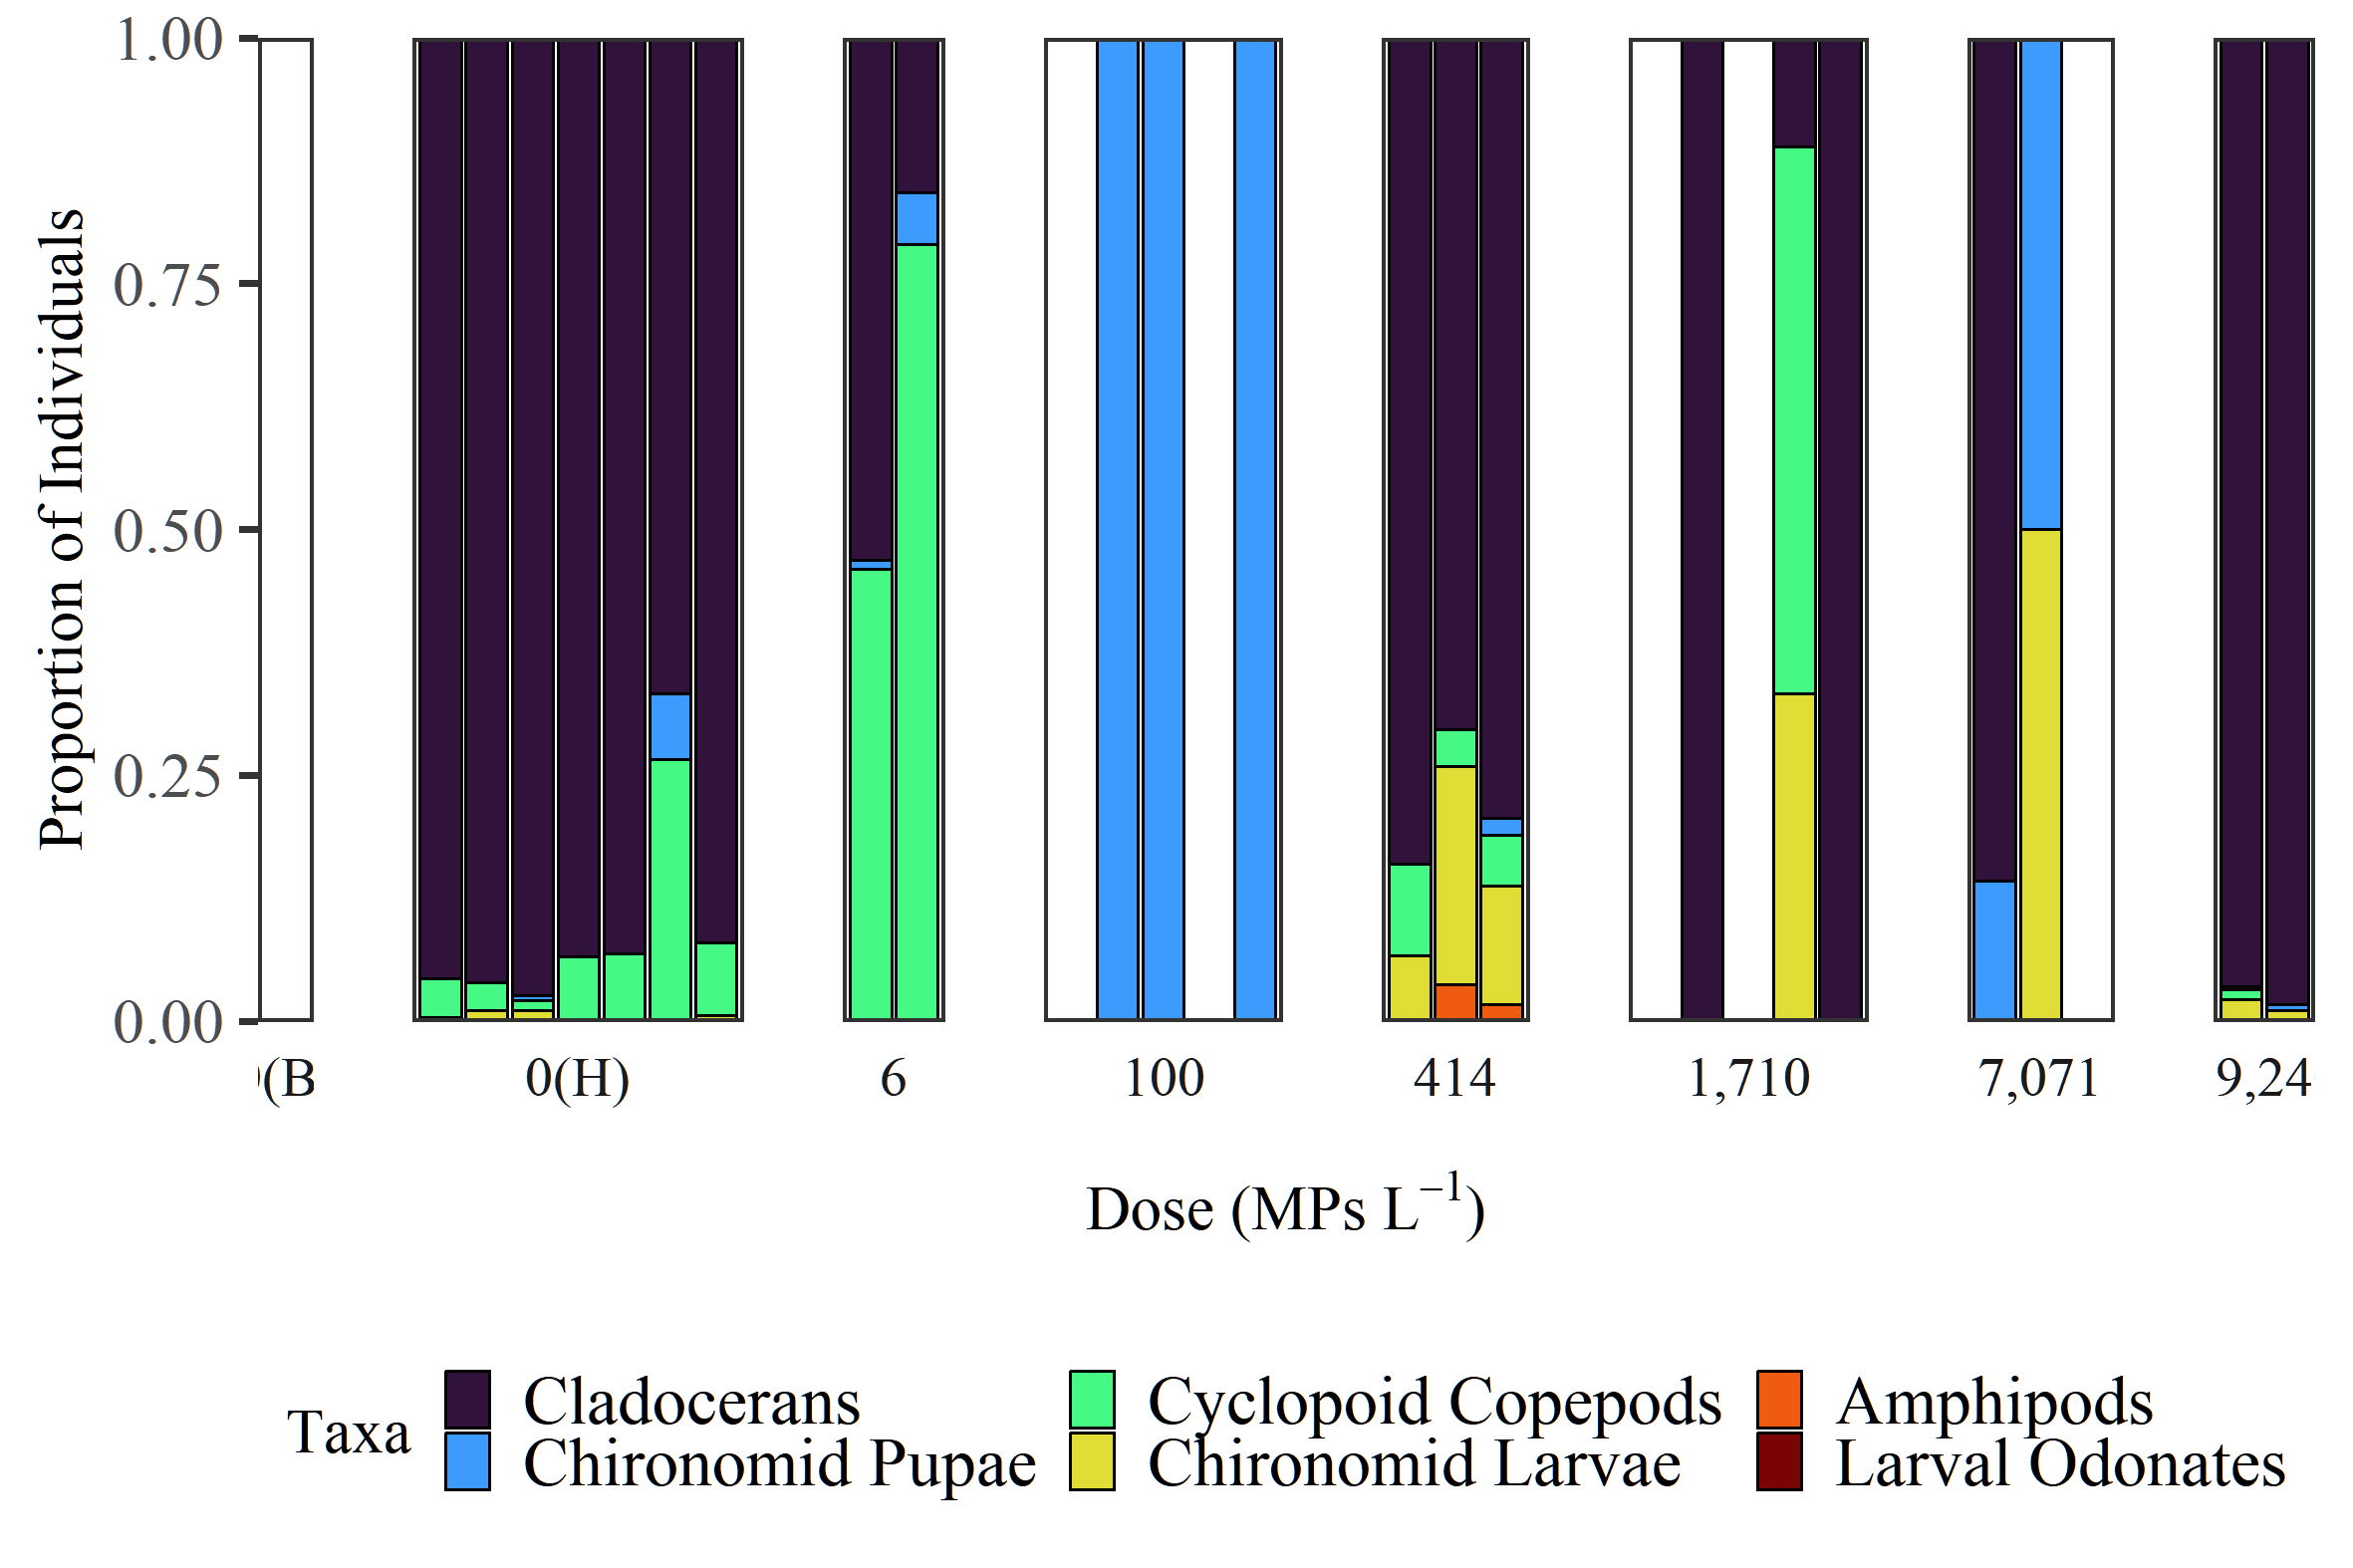 1.00
0.75
0.50
0.25
0.00
Proportion of Individuals
(B 0(H) 6 100 414 1,710 7,071 9,24
Dose (MPs L⁻¹)
Taxa
Cladocerans Cyclopoid Copepods Amphipods
Chironomid Pupae Chironomid Larvae Larval Odonates